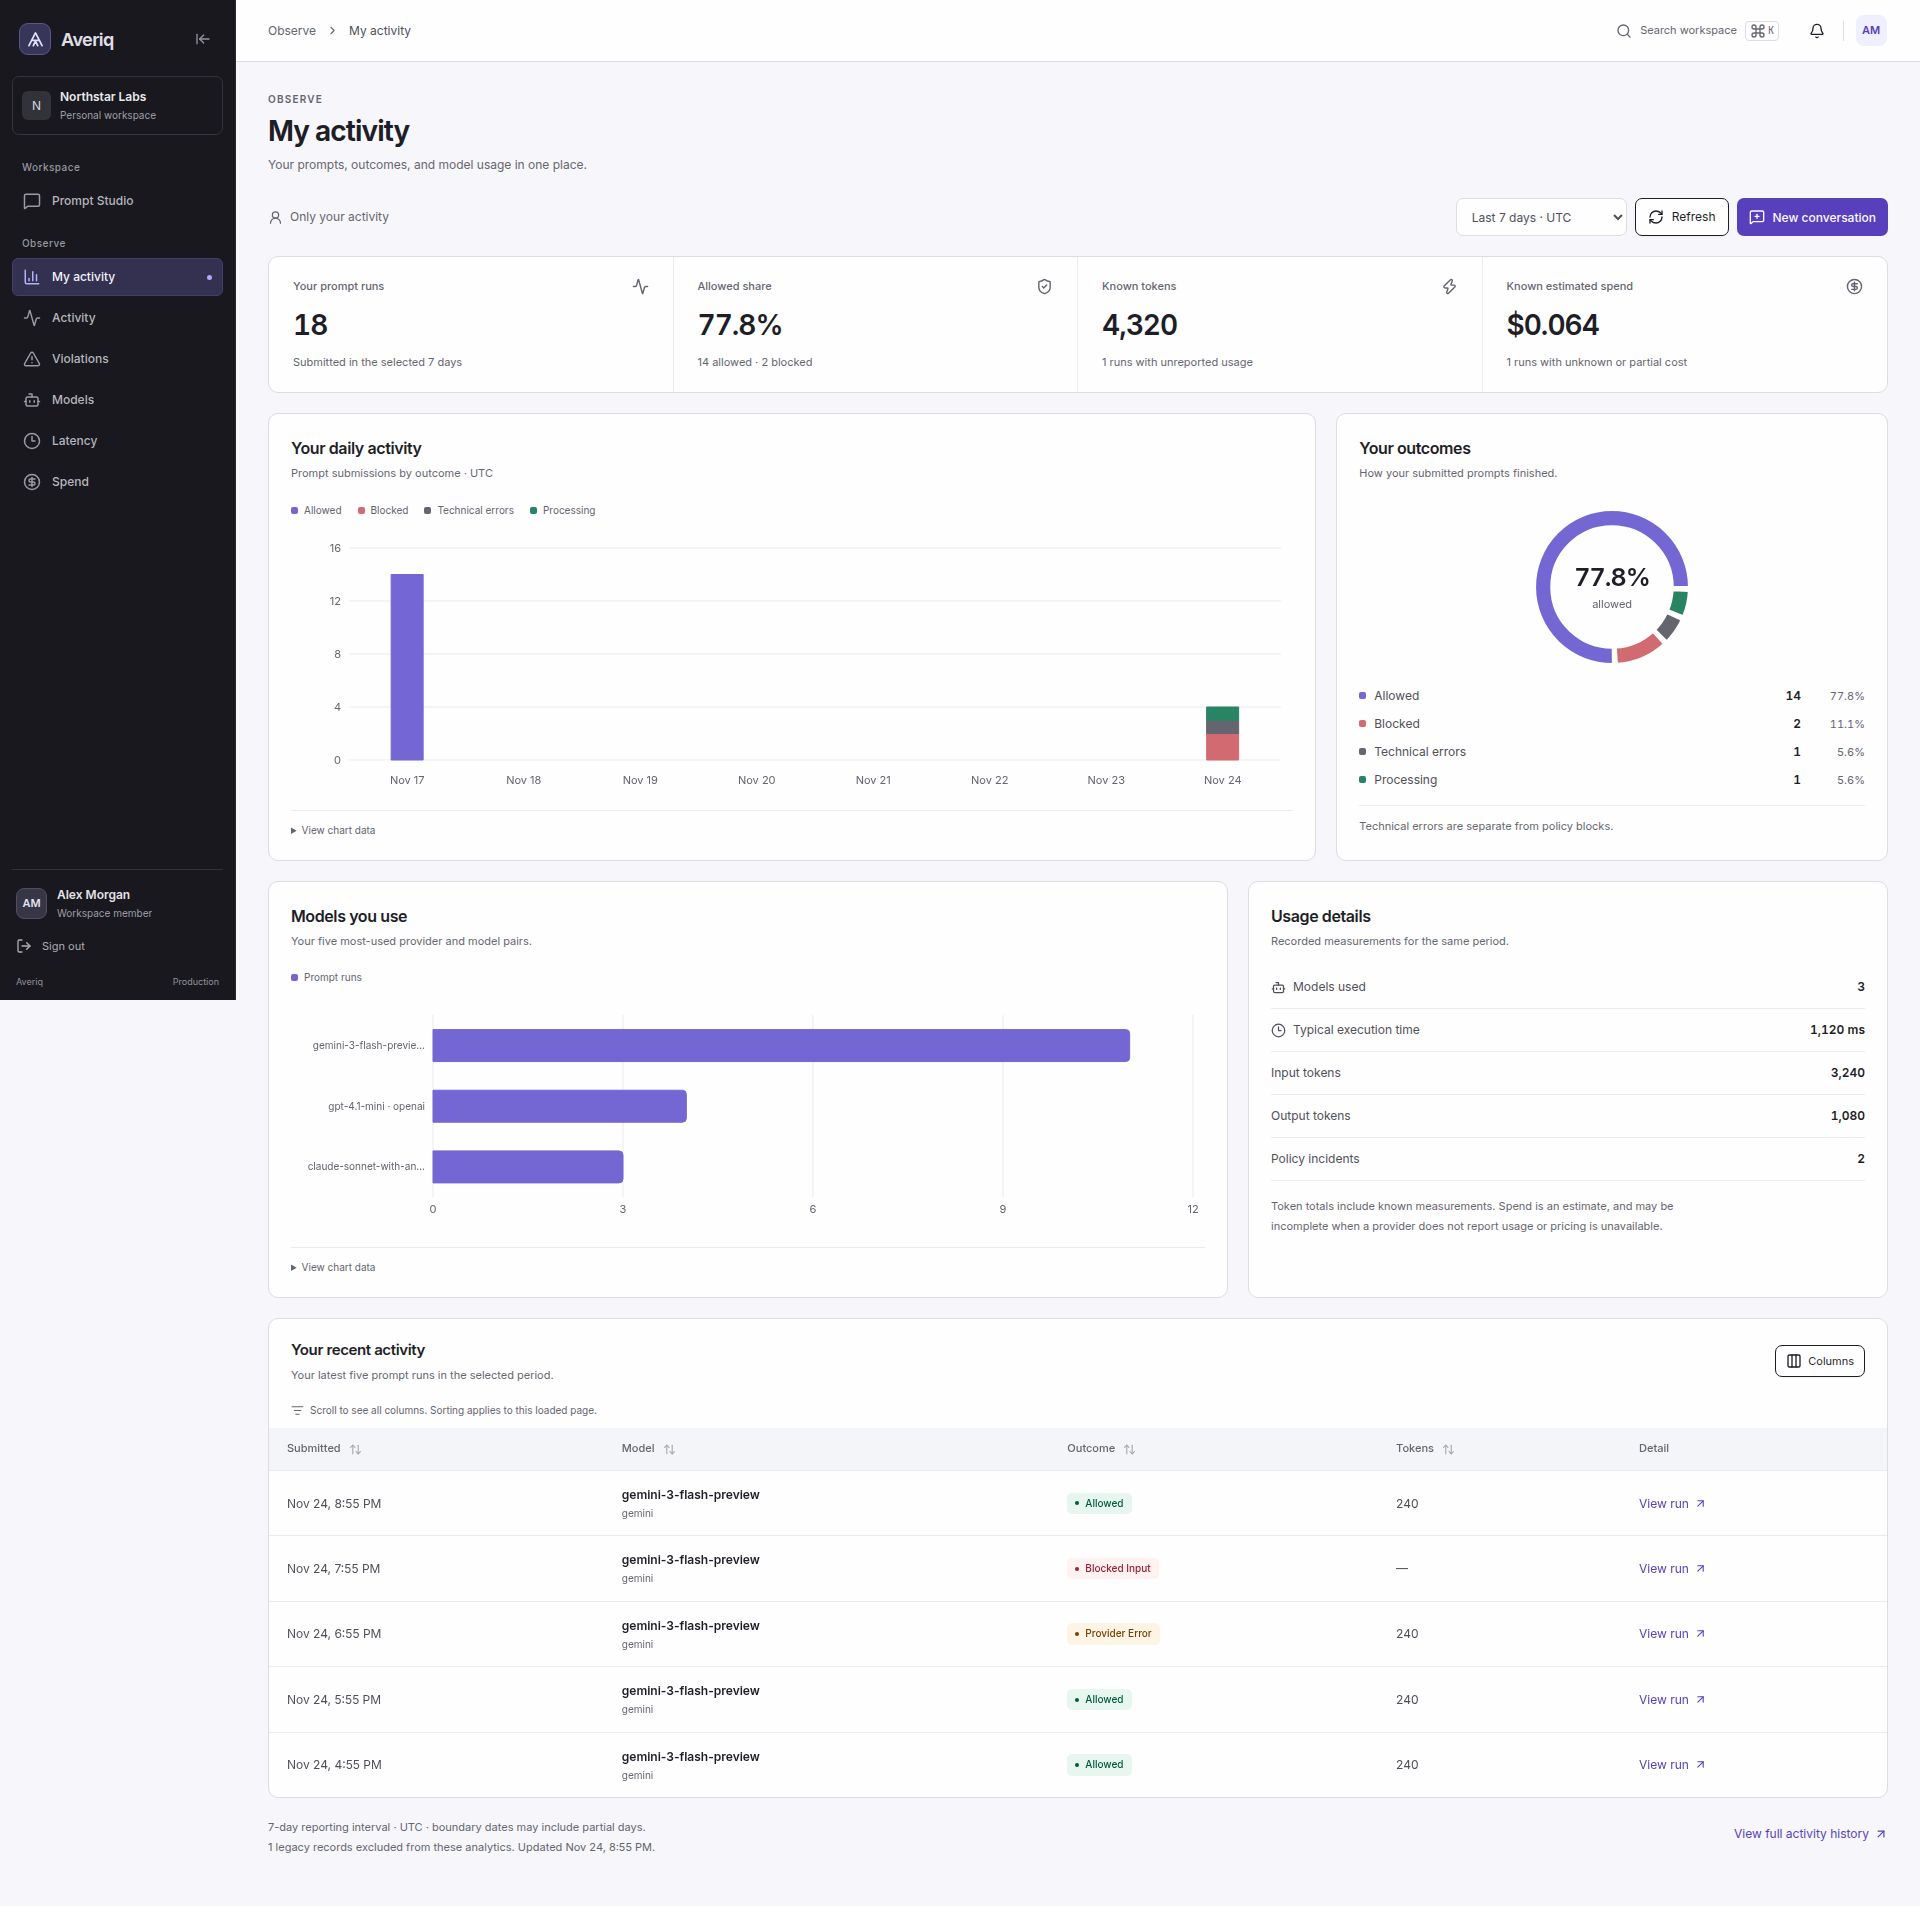 Averiq
N
Northstar Labs
Personal workspace
Workspace
Prompt Studio
Observe
My activity
Activity
Violations
Models
Latency
Spend
AM
Alex Morgan
Workspace member
Sign out
Averiq
Production
Observe
My activity
Search workspace
⌘ K
AM
OBSERVE
My activity
Your prompts, outcomes, and model usage in one place.
Only your activity
Last 7 days · UTC
Refresh
New conversation
Your prompt runs
18
Submitted in the selected 7 days
Allowed share
77.8%
14 allowed · 2 blocked
Known tokens
4,320
1 runs with unreported usage
Known estimated spend
$0.064
1 runs with unknown or partial cost
Your daily activity
Prompt submissions by outcome · UTC
Allowed
Blocked
Technical errors
Processing
16
12
8
4
0
Nov 17
Nov 18
Nov 19
Nov 20
Nov 21
Nov 22
Nov 23
Nov 24
View chart data
Your outcomes
How your submitted prompts finished.
77.8%
allowed
Allowed 14 77.8%
Blocked 2 11.1%
Technical errors 1 5.6%
Processing 1 5.6%
Technical errors are separate from policy blocks.
Models you use
Your five most-used provider and model pairs.
Prompt runs
gemini-3-flash-previe...
gpt-4.1-mini · openai
claude-sonnet-with-an...
0
3
6
9
12
View chart data
Usage details
Recorded measurements for the same period.
Models used 3
Typical execution time 1,120 ms
Input tokens 3,240
Output tokens 1,080
Policy incidents 2
Token totals include known measurements. Spend is an estimate, and may be
incomplete when a provider does not report usage or pricing is unavailable.
Your recent activity
Your latest five prompt runs in the selected period.
Columns
Scroll to see all columns. Sorting applies to this loaded page.
Submitted Model Outcome Tokens Detail
Nov 24, 8:55 PM gemini-3-flash-preview Allowed 240 View run
gemini
Nov 24, 7:55 PM gemini-3-flash-preview Blocked Input — View run
gemini
Nov 24, 6:55 PM gemini-3-flash-preview Provider Error 240 View run
gemini
Nov 24, 5:55 PM gemini-3-flash-preview Allowed 240 View run
gemini
Nov 24, 4:55 PM gemini-3-flash-preview Allowed 240 View run
gemini
7-day reporting interval · UTC · boundary dates may include partial days.
1 legacy records excluded from these analytics. Updated Nov 24, 8:55 PM.
View full activity history